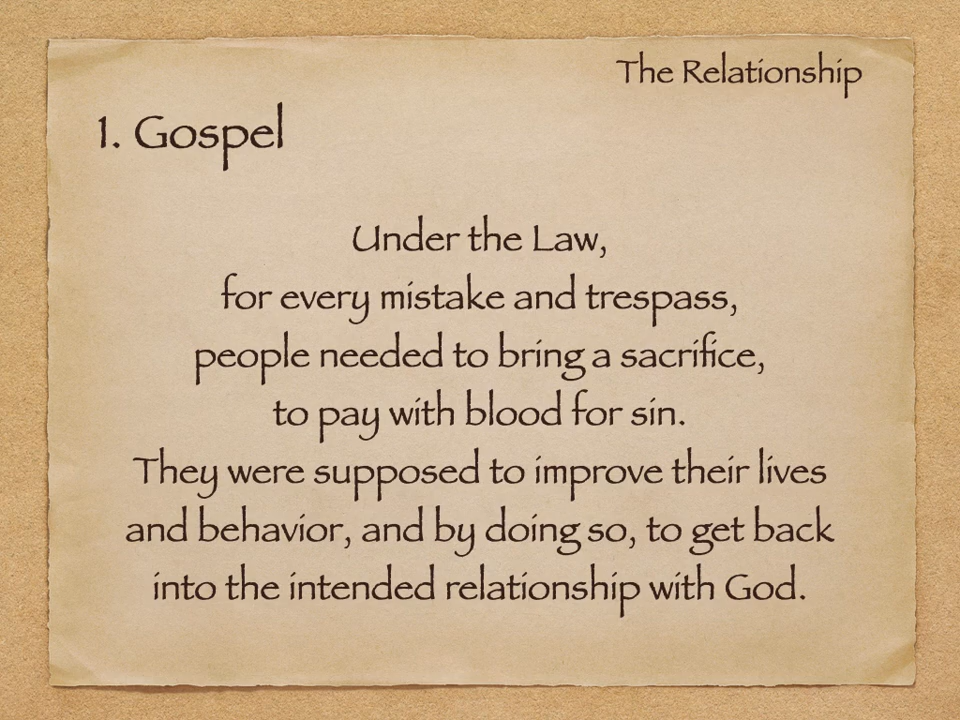 The Relationship
1. Gospel
Under the Law,
for every mistake and trespass,
people needed to bring a sacrifice,
to pay with blood for sin.
They were supposed to improve their lives
and behavior, and by doing so, to get back
into the intended relationship with God.